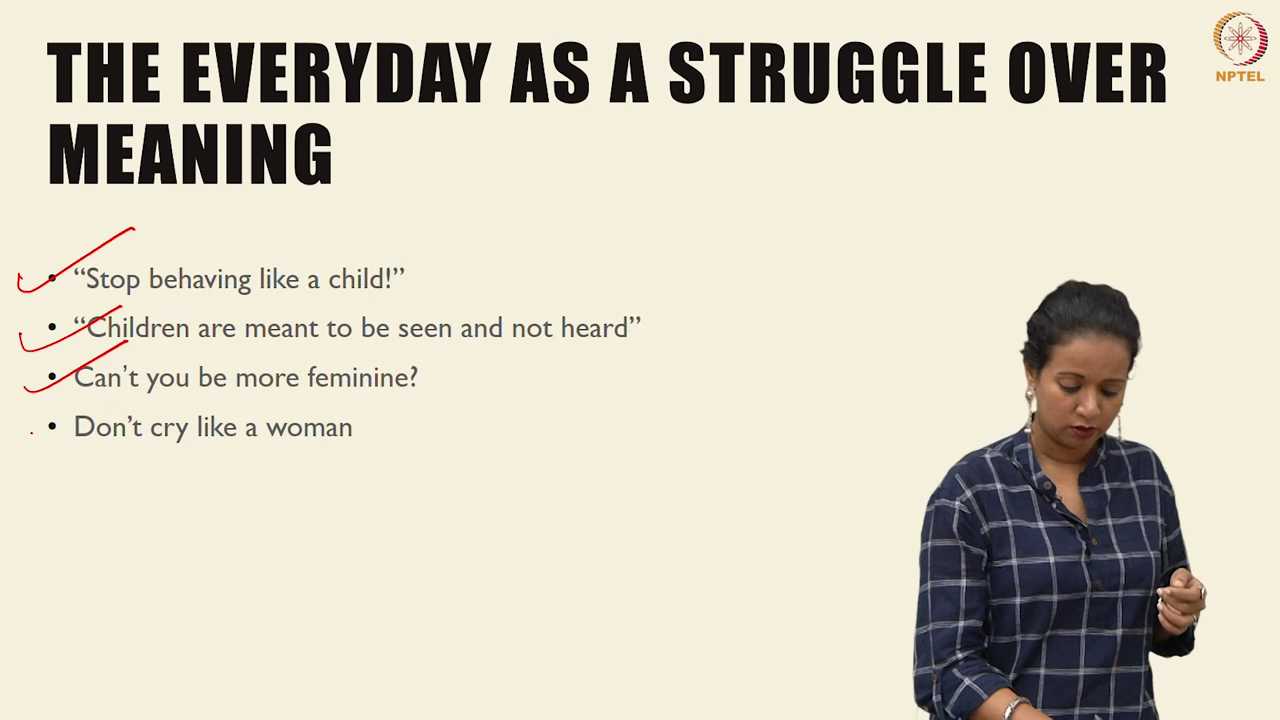 THE EVERYDAY AS A STRUGGLE OVER
MEANING
NPTEL
• “Stop behaving like a child!”
• “Children are meant to be seen and not heard”
• Can’t you be more feminine?
• Don’t cry like a woman